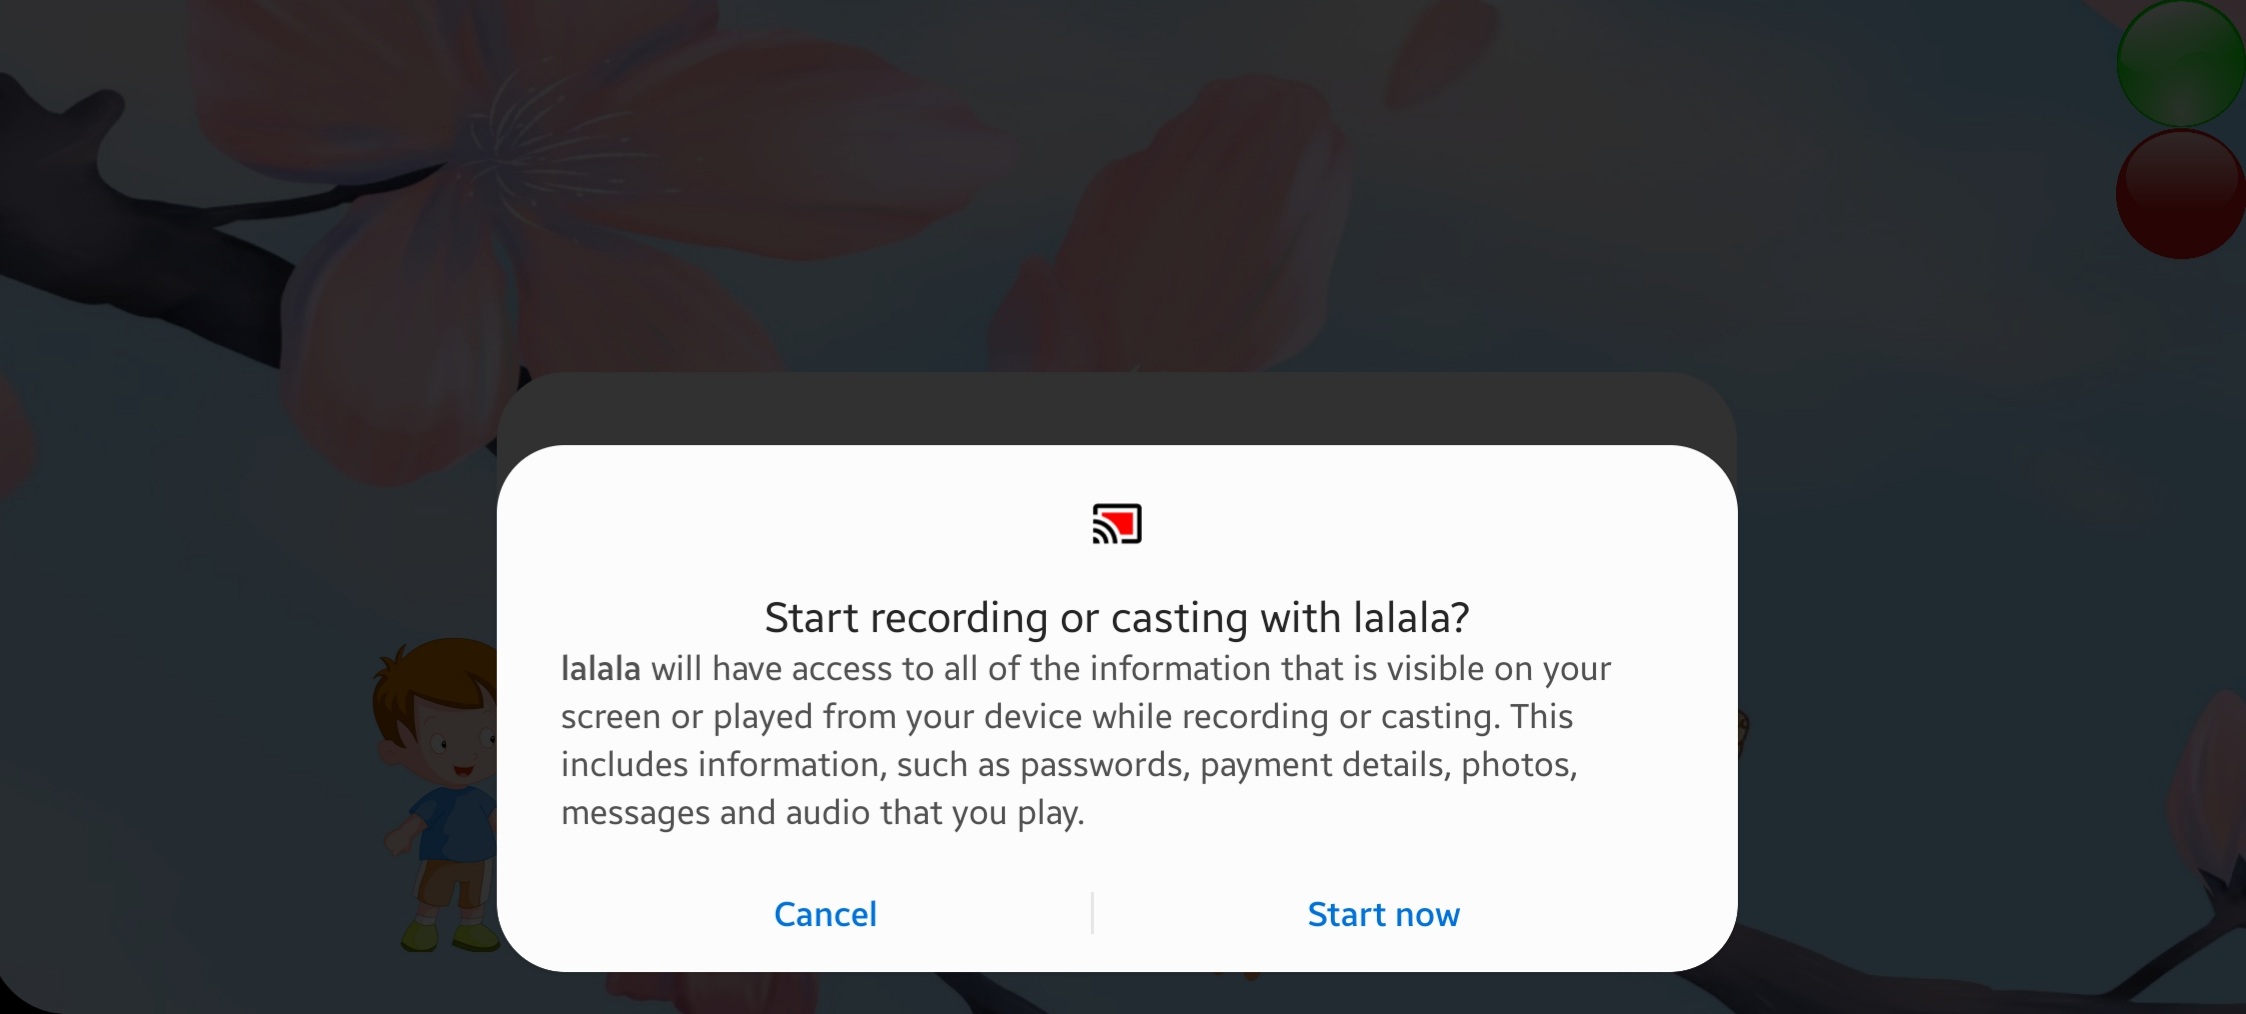 Start recording or casting with lalala?
lalala will have access to all of the information that is visible on your
screen or played from your device while recording or casting. This
includes information, such as passwords, payment details, photos,
messages and audio that you play.
Cancel
Start now